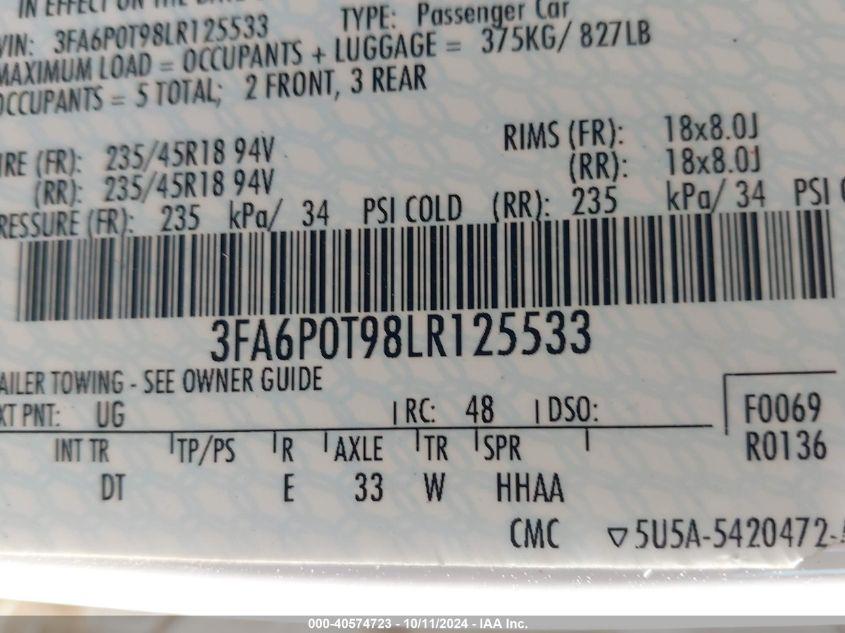 IN EFFECT ON THE DATE
VIN: 3FA6P0T98LR125533 TYPE: Passenger Car
MAXIMUM LOAD = OCCUPANTS + LUGGAGE = 375KG/ 827LB
OCCUPANTS = 5 TOTAL; 2 FRONT, 3 REAR
IRE (FR): 235/45R18 94V RIMS (FR): 18x8.0J
(RR): 235/45R18 94V (RR): 18x8.0J
RESSURE (FR): 235 kPa/ 34 PSI COLD (RR): 235 kPa/ 34 PSI C
3FA6P0T98LR125533
AILER TOWING - SEE OWNER GUIDE
XT PNT: UG RC: 48 DSO: F0069
INT TR TP/PS R AXLE TR SPR R0136
DT E 33 W HHAA
CMC ▽5U5A-5420472-
000-40574723 - 10/11/2024 - IAA Inc.